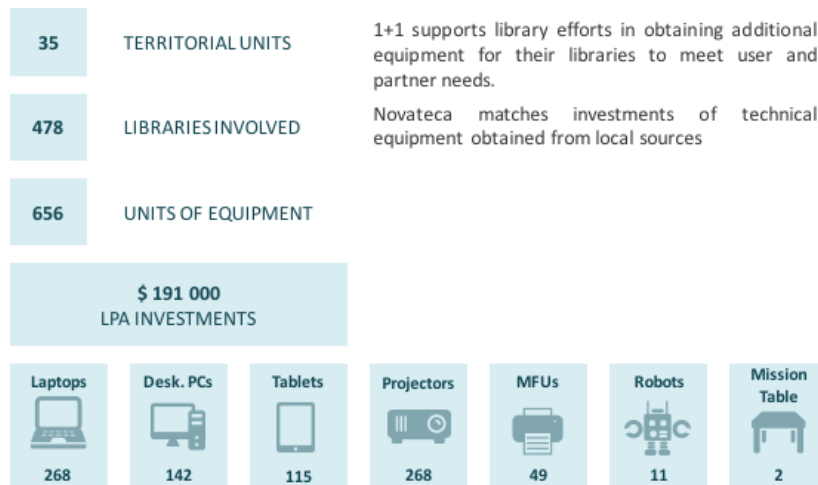 35 TERRITORIAL UNITS
478 LIBRARIES INVOLVED
656 UNITS OF EQUIPMENT
$ 191 000
LPA INVESTMENTS
1+1 supports library efforts in obtaining additional
equipment for their libraries to meet user and
partner needs.
Novateca matches investments of technical
equipment obtained from local sources
Laptops
268
Desk. PCs
142
Tablets
115
Projectors
268
MFUs
49
Robots
11
Mission
Table
2